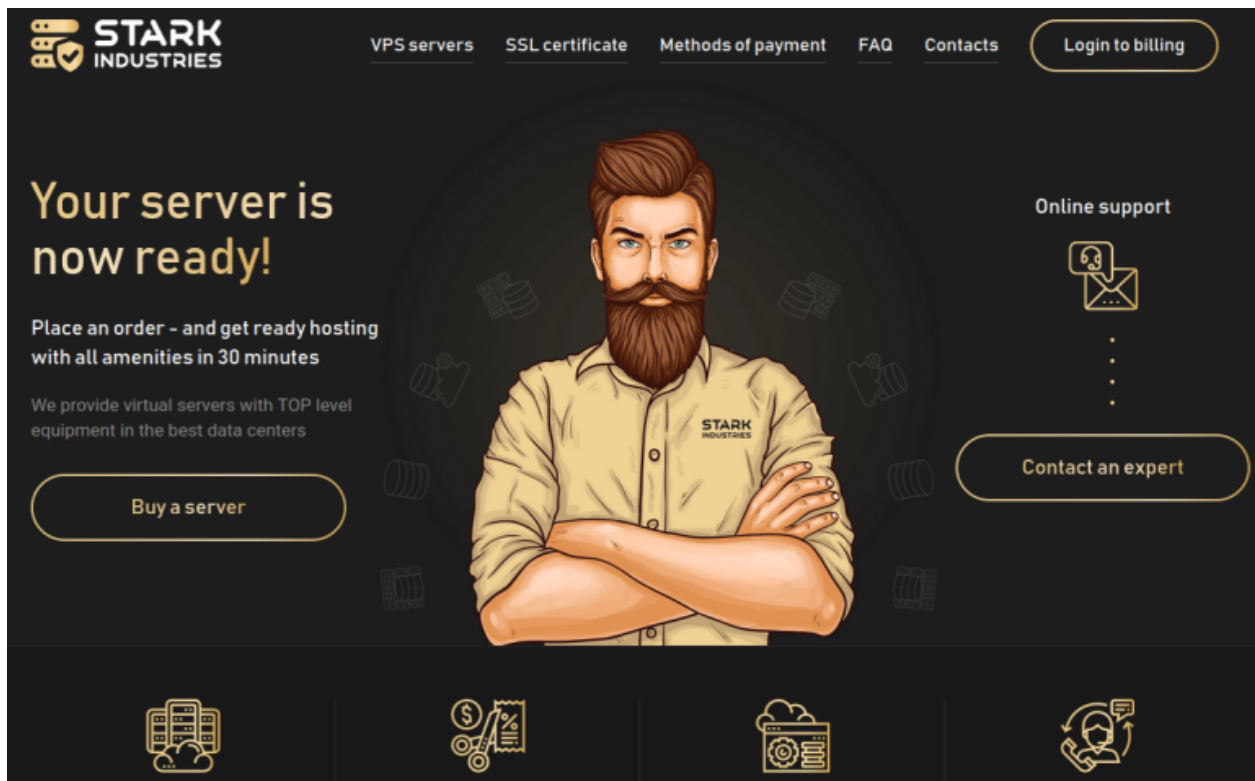 STARK
INDUSTRIES
VPS servers
SSL certificate
Methods of payment
FAQ
Contacts
Login to billing
Your server is
now ready!
Place an order - and get ready hosting
with all amenities in 30 minutes
We provide virtual servers with TOP level
equipment in the best data centers
Buy a server
STARK
INDUSTRIES
Online support
Contact an expert
$
%